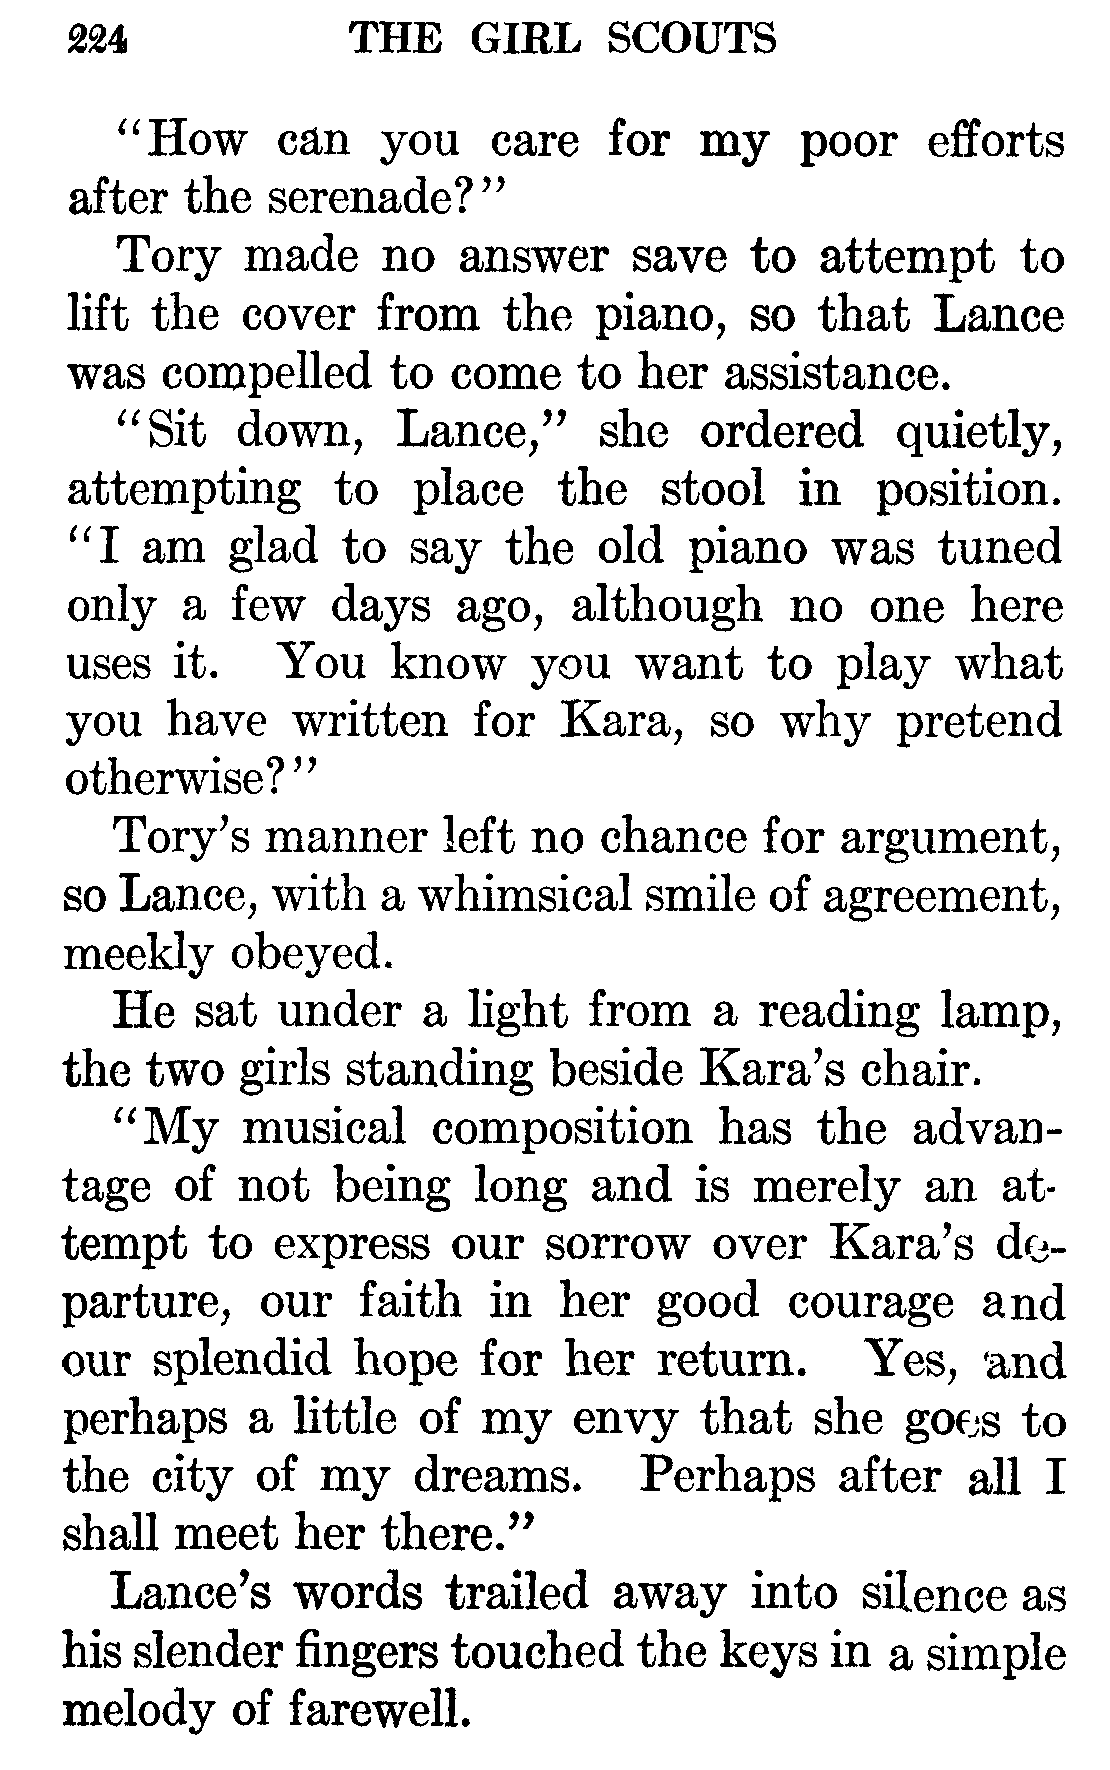 224 THE GIRL SCOUTS
“How can you care for my poor efforts
after the serenade?”
Tory made no answer save to attempt to
lift the cover from the piano, so that Lance
was compelled to come to her assistance.
“Sit down, Lance,” she ordered quietly,
attempting to place the stool in position.
“I am glad to say the old piano was tuned
only a few days ago, although no one here
uses it. You know you want to play what
you have written for Kara, so why pretend
otherwise?”
Tory’s manner left no chance for argument,
so Lance, with a whimsical smile of agreement,
meekly obeyed.
He sat under a light from a reading lamp,
the two girls standing beside Kara’s chair.
“My musical composition has the advan-
tage of not being long and is merely an at-
tempt to express our sorrow over Kara’s de-
parture, our faith in her good courage and
our splendid hope for her return. Yes, and
perhaps a little of my envy that she goes to
the city of my dreams. Perhaps after all I
shall meet her there.”
Lance’s words trailed away into silence as
his slender fingers touched the keys in a simple
melody of farewell.